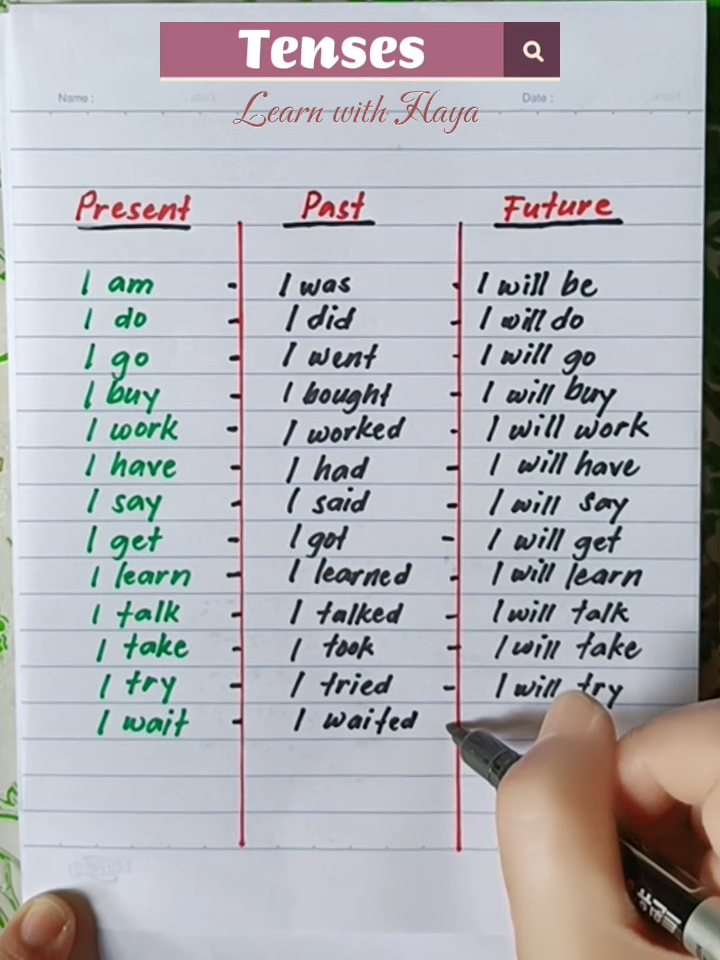 Tenses
Learn with Haya
Name :
Date :
Present Past Future
I am - I was - I will be
I do - I did - I will do
I go - I went - I will go
I buy - I bought - I will buy
I work - I worked - I will work
I have - I had - I will have
I say - I said - I will say
I get - I got - I will get
I learn - I learned - I will learn
I talk - I talked - I will talk
I take - I took - I will take
I try - I tried - I will try
I wait - I waited